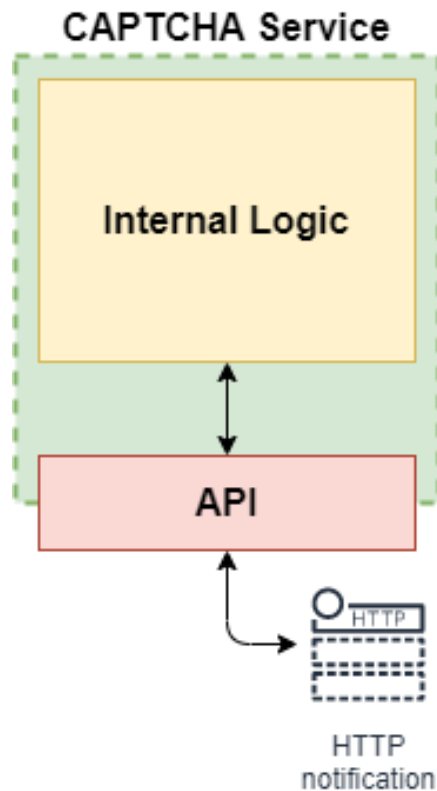 CAPTCHA Service
Internal Logic
API
HTTP
HTTP
notification